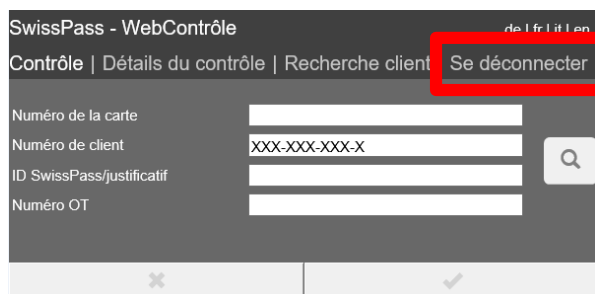 SwissPass - WebContrôle de | fr | it | en
Contrôle | Détails du contrôle | Recherche client Se déconnecter
Numéro de la carte
Numéro de client XXX-XXX-XXX-X
ID SwissPass/justificatif
Numéro OT